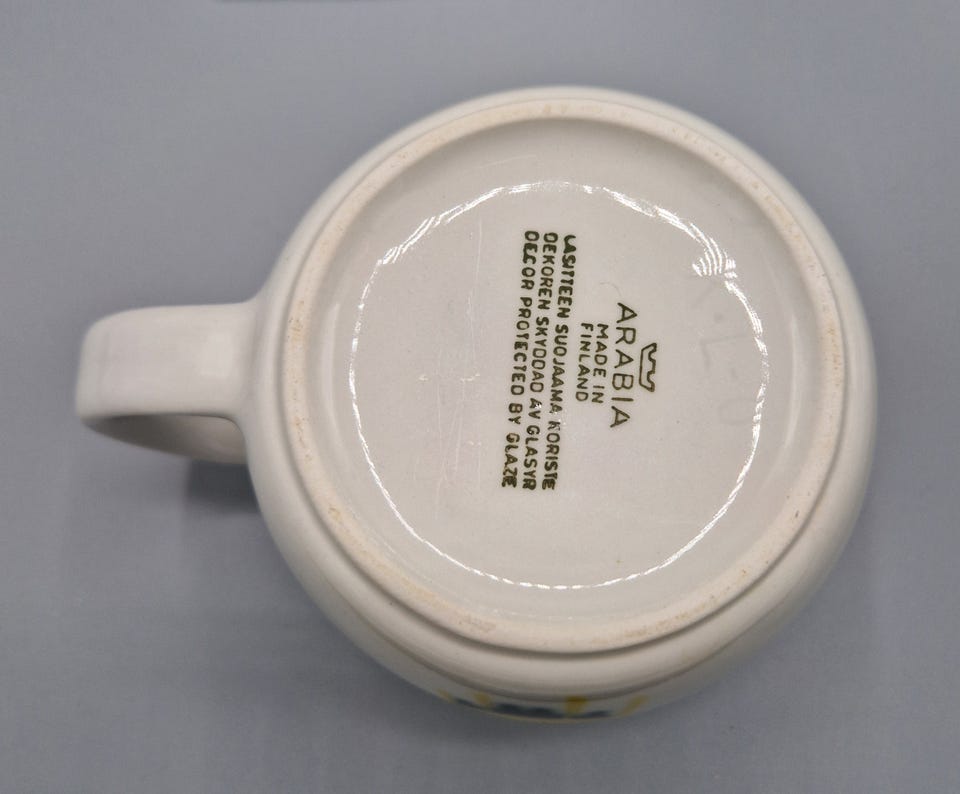 ARABIA
MADE IN
FINLAND
LASITTEEN SUOJAAMA KORISTE
DEKOREN SKYDDAD AV GLASYR
DECOR PROTECTED BY GLAZE